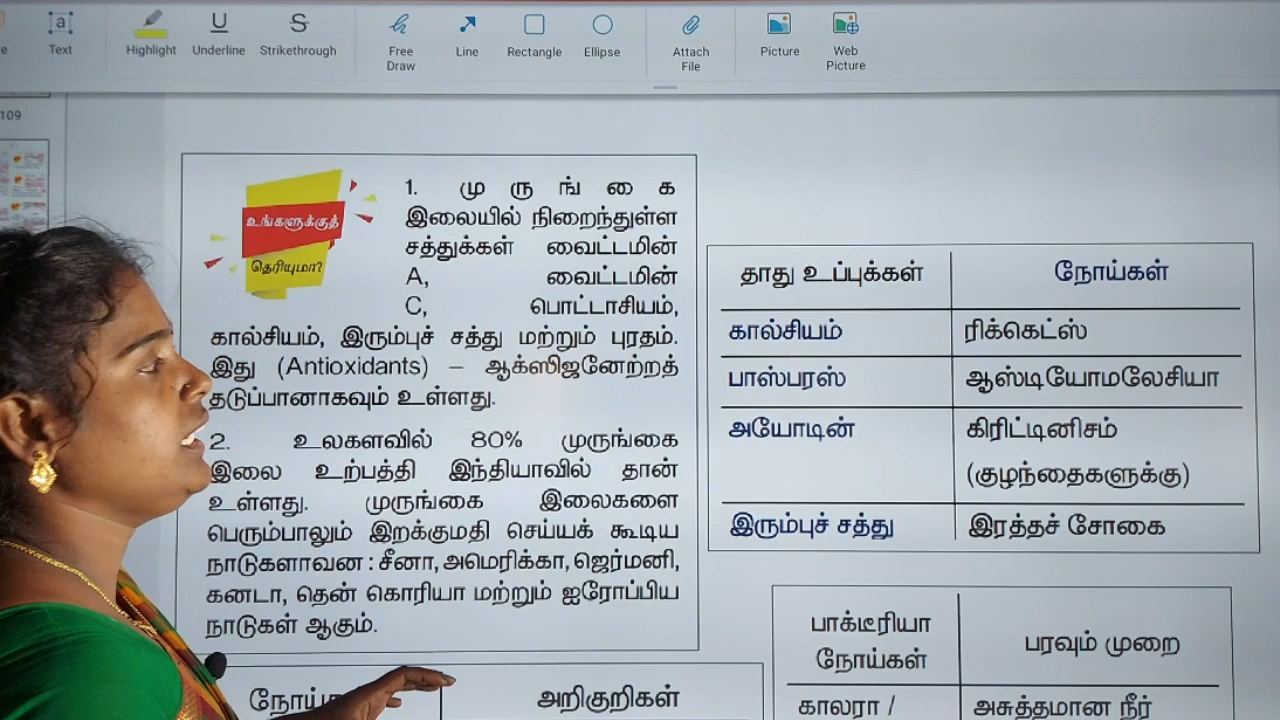 Text
Highlight
Underline
Strikethrough
Free
Draw
Line
Rectangle
Ellipse
Attach
File
Picture
Web
Picture
109
உங்களுக்குத்
தெரியுமா?
1. முருங்கை
இலையில் நிறைந்துள்ள
சத்துக்கள் வைட்டமின்
A, வைட்டமின்
C, பொட்டாசியம்,
கால்சியம், இரும்புச் சத்து மற்றும் புரதம்.
இது (Antioxidants) – ஆக்ஸிஜனேற்றத்
தடுப்பானாகவும் உள்ளது.
2. உலகளவில் 80% முருங்கை
இலை உற்பத்தி இந்தியாவில் தான்
உள்ளது. முருங்கை இலைகளை
பெரும்பாலும் இறக்குமதி செய்யக் கூடிய
நாடுகளாவன : சீனா, அமெரிக்கா, ஜெர்மனி,
கனடா, தென் கொரியா மற்றும் ஐரோப்பிய
நாடுகள் ஆகும்.
தாது உப்புக்கள் நோய்கள்
கால்சியம் ரிக்கெட்ஸ்
பாஸ்பரஸ் ஆஸ்டியோமலேசியா
அயோடின் கிரிட்டினிசம்
(குழந்தைகளுக்கு)
இரும்புச் சத்து இரத்தச் சோகை
அறிகுறிகள்
பாக்டீரியா
நோய்கள்
பரவும் முறை
காலரா / அசுத்தமான நீர்